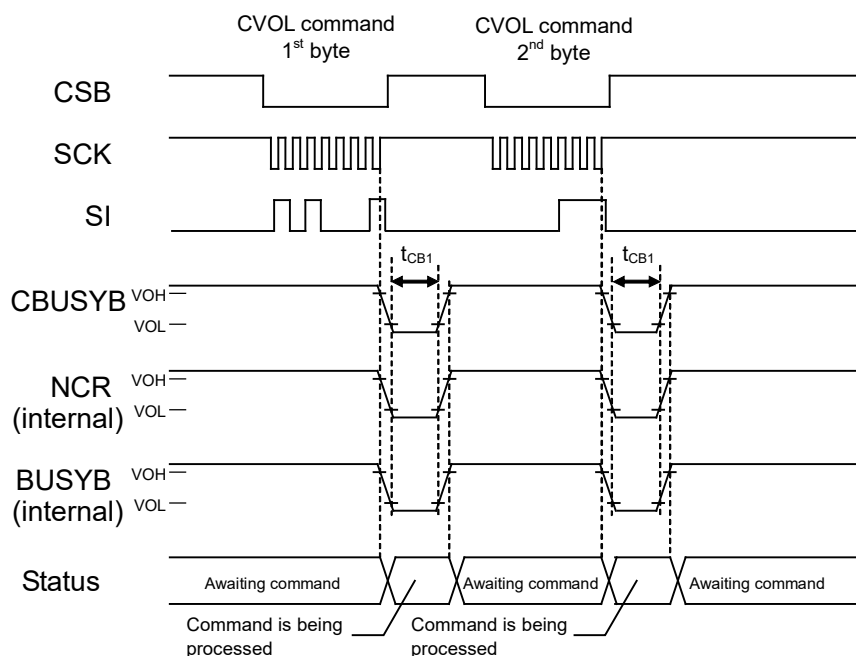 CVOL command
1st byte
CVOL command
2nd byte
CSB
SCK
SI
tCB1
tCB1
CBUSYB
VOH
VOL
NCR
(internal)
VOH
VOL
BUSYB
(internal)
VOH
VOL
Status
Awaiting command
Awaiting command
Awaiting command
Command is being
processed
Command is being
processed